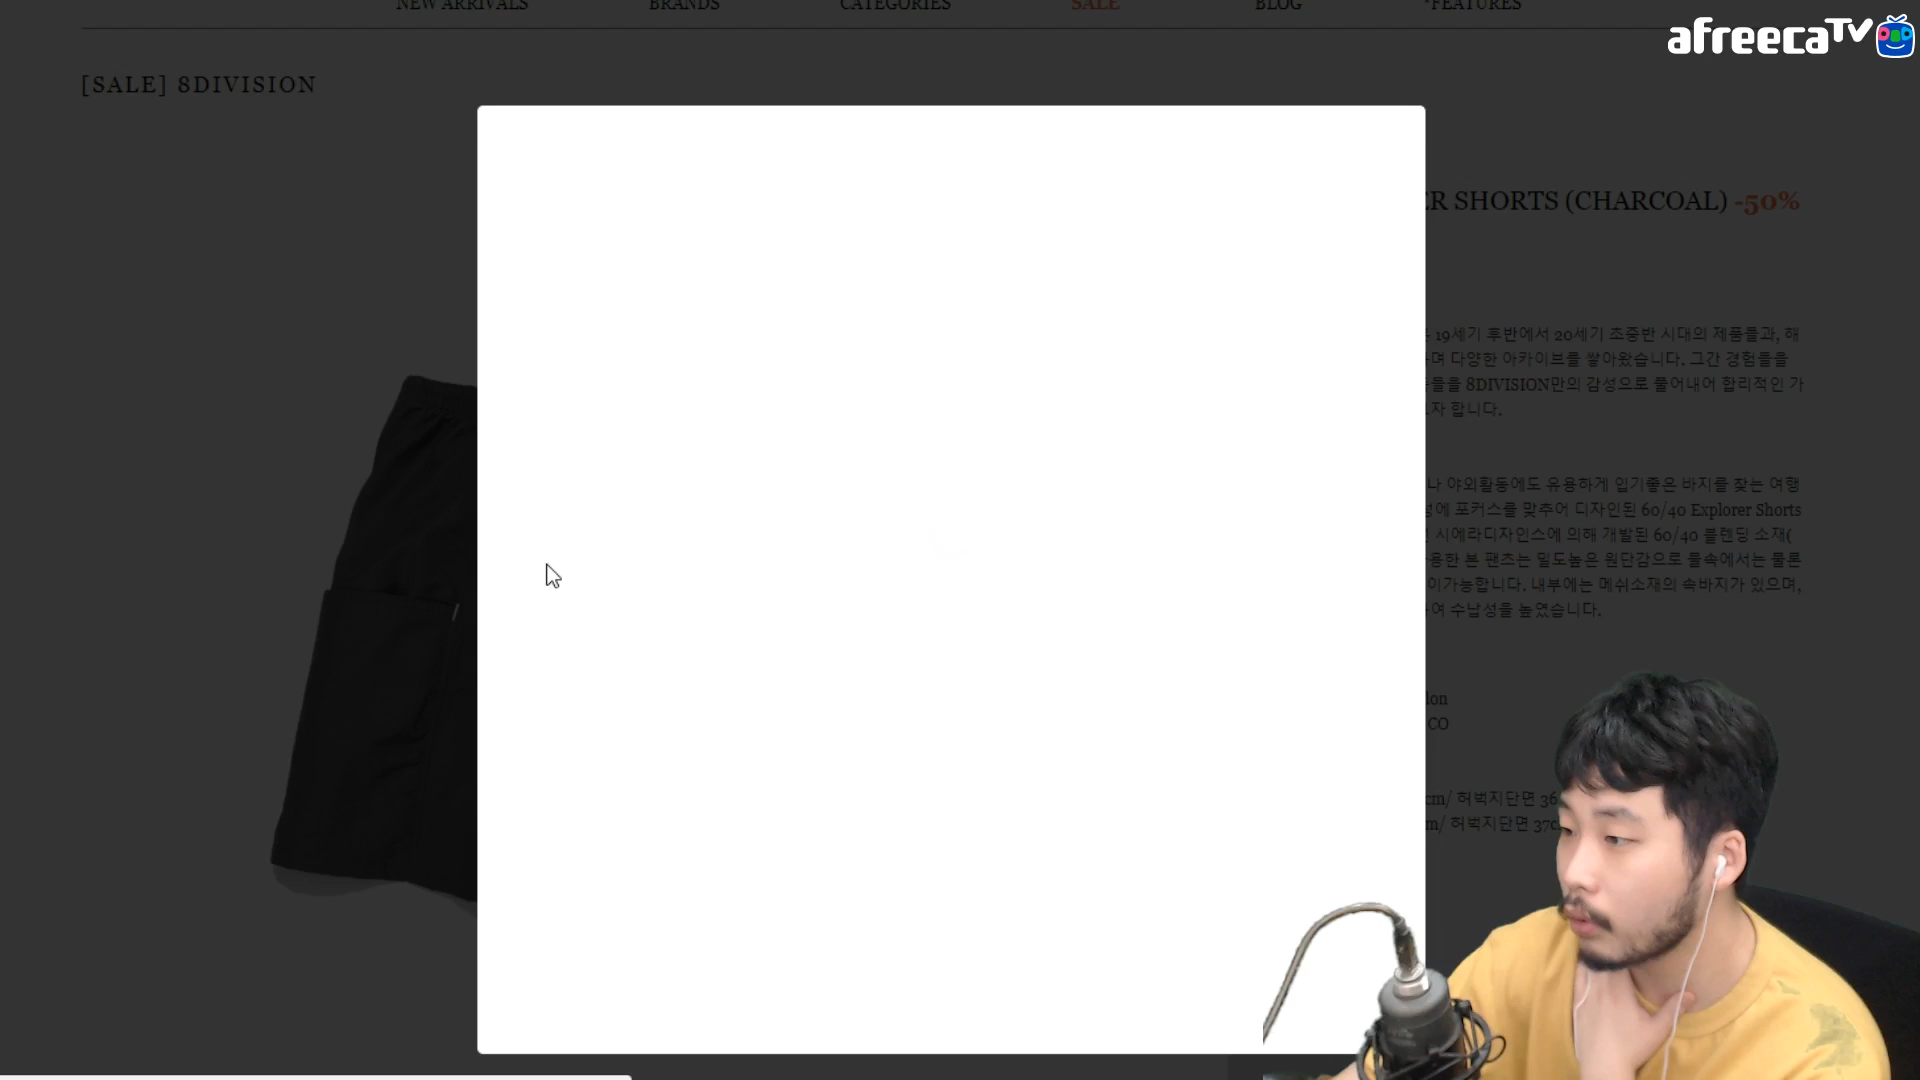 NEW ARRIVALS BRANDS CATEGORIES SALE BLOG *FEATURES
afreecaTV
[SALE] 8DIVISION
ER SHORTS (CHARCOAL) -50%
19세기 후반에서 20세기 초중반 시대의 제품들과, 해
며 다양한 아카이브를 쌓아왔습니다. 그간 경험들을
들을 8DIVISION만의 감성으로 풀어내어 합리적인 가
자 합니다.
나 야외활동에도 유용하게 입기좋은 바지를 찾는 여행
성에 포커스를 맞추어 디자인된 60/40 Explorer Shorts
시에라디자인스에 의해 개발된 60/40 블렌딩 소재(
용한 본 팬츠는 밀도높은 원단감으로 물속에서는 물론
이가능합니다. 내부에는 메쉬소재의 속바지가 있으며,
여 수납성을 높였습니다.
lon
CO
cm/ 허벅지단면 36
m/ 허벅지단면 37c